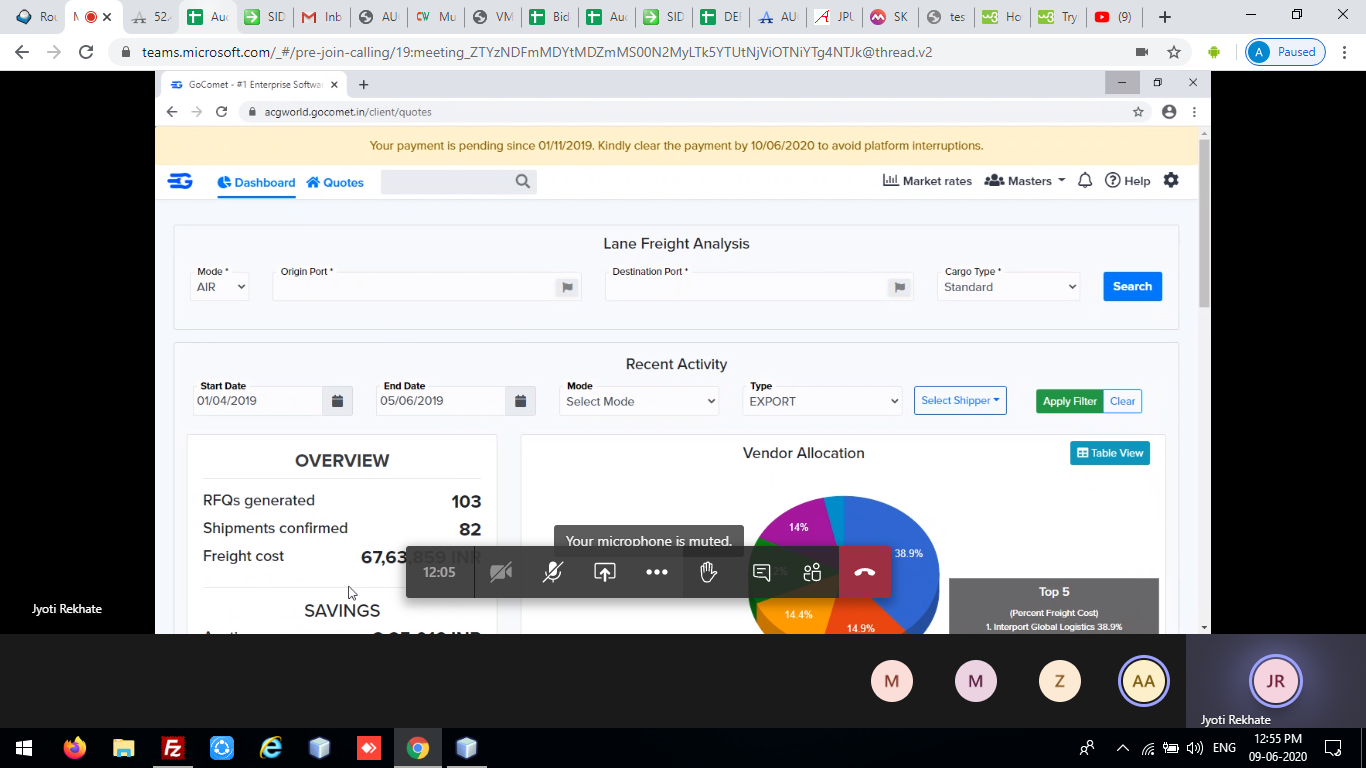 Rou
M
52.
Auc
SID
Inb
AU
CW Mu
VM
Bid
Auc
SID
DEI
AU
JPU
SK
tes
Ho
Try
(9)
teams.microsoft.com/_#/pre-join-calling/19:meeting_ZTYzNDFmMDYtMDZmMS00N2MyLTk5YTUtNjViOTNiYTg4NTJk@thread.v2
A Paused
GoComet - #1 Enterprise Softwa
acgworld.gocomet.in/client/quotes
Your payment is pending since 01/11/2019. Kindly clear the payment by 10/06/2020 to avoid platform interruptions.
Dashboard Quotes Market rates Masters Help
Lane Freight Analysis
Mode * Origin Port * Destination Port * Cargo Type *
AIR Standard Search
Recent Activity
Start Date End Date Mode Type
01/04/2019 05/06/2019 Select Mode EXPORT Select Shipper Apply Filter Clear
OVERVIEW
RFQs generated 103
Shipments confirmed 82
Freight cost 67,63,859 INR
SAVINGS
Vendor Allocation Table View
14%
38.9%
14.4%
14.9%
Top 5
(Percent Freight Cost)
1. Interport Global Logistics 38.9%
Your microphone is muted.
12:05
Jyoti Rekhate
M
M
Z
AA
JR
Jyoti Rekhate
ENG
12:55 PM
09-06-2020